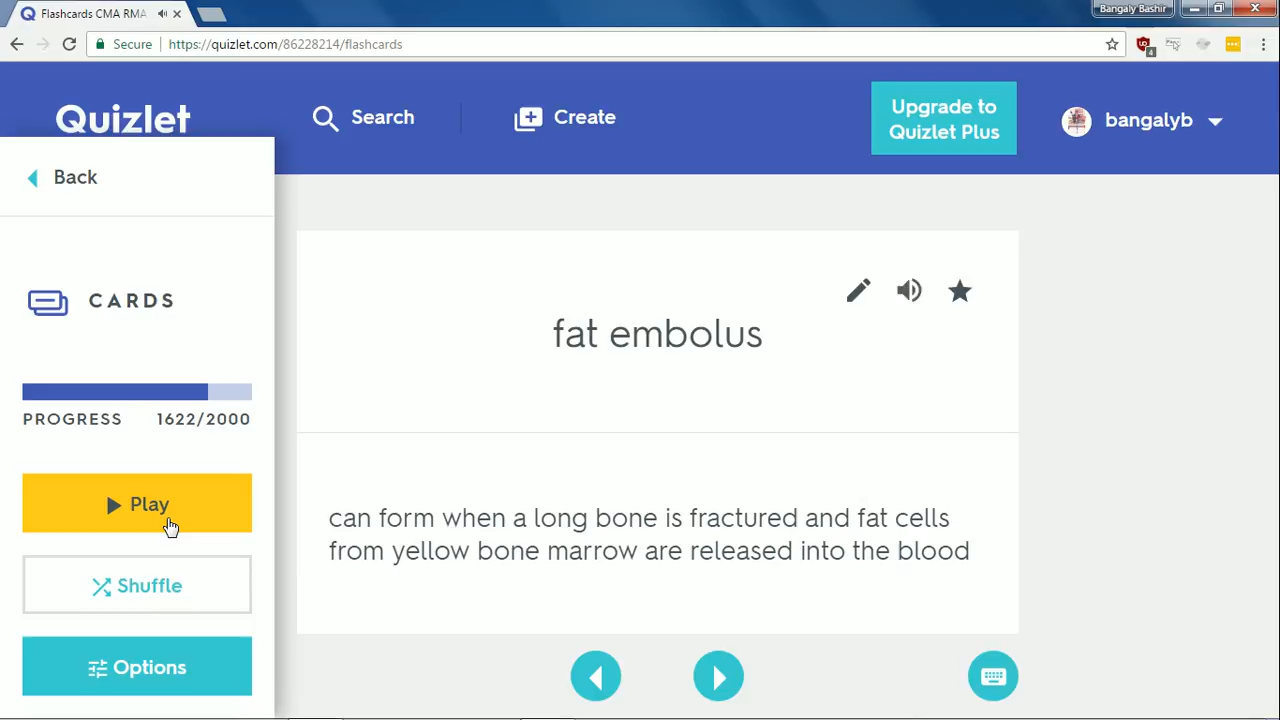 Flashcards CMA RMA
Bangaly Bashir
Secure
https://quizlet.com/86228214/flashcards
4
Quizlet
Search
Create
Upgrade to
Quizlet Plus
bangalyb
Back
CARDS
PROGRESS 1622/2000
Play
Shuffle
Options
fat embolus
can form when a long bone is fractured and fat cells
from yellow bone marrow are released into the blood